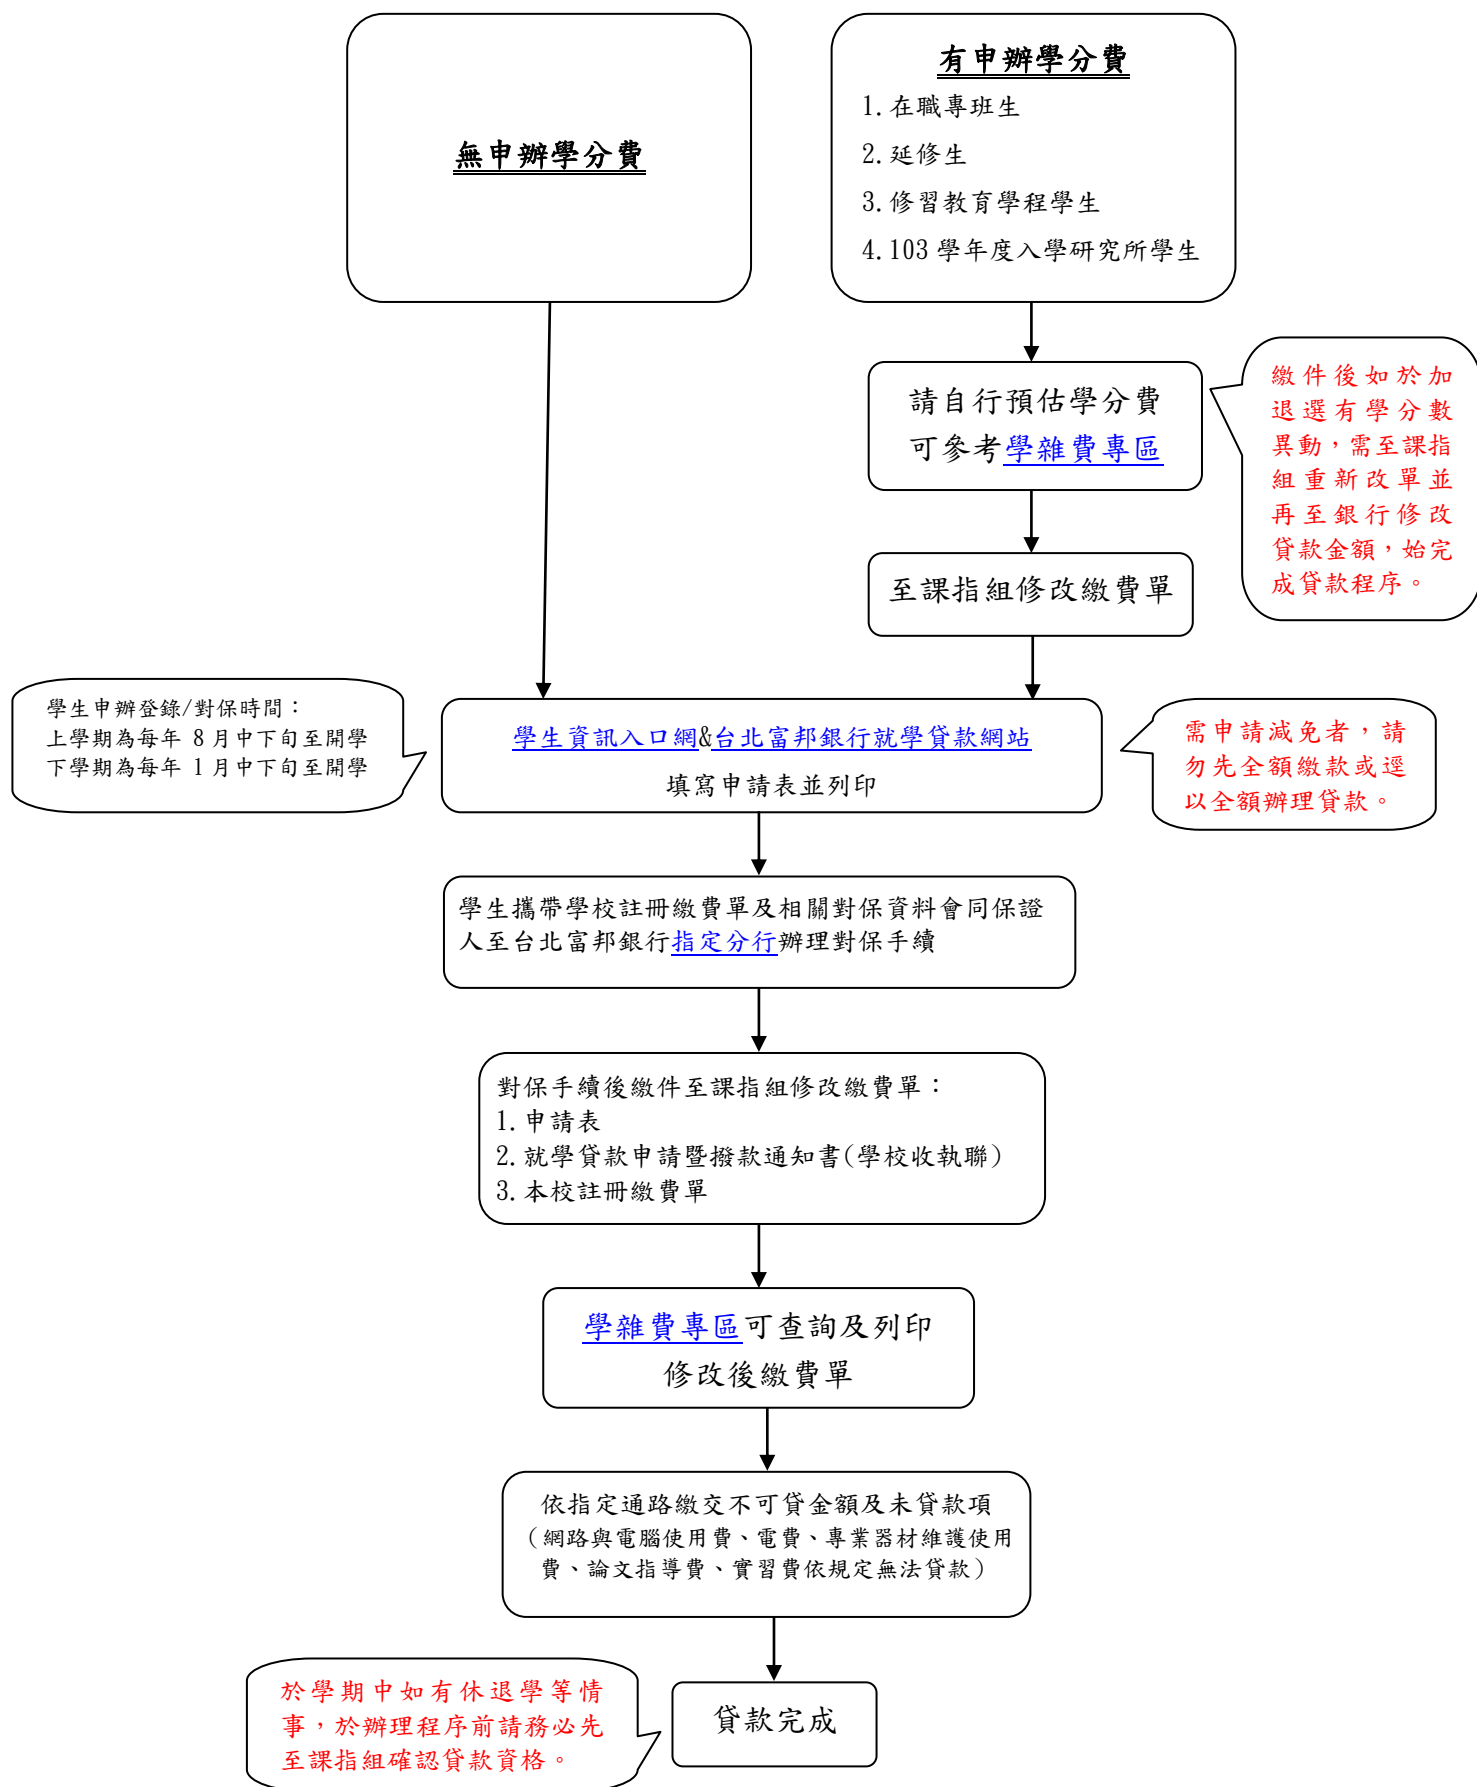 無申辦學分費
有申辦學分費
1.在職專班生
2.延修生
3.修習教育學程學生
4.103 學年度入學研究所學生
請自行預估學分費
可參考學雜費專區
繳件後如於加
退選有學分數
異動，需至課指
組重新改單並
再至銀行修改
貸款金額，始完
成貸款程序。
至課指組修改繳費單
學生申辦登錄/對保時間：
上學期為每年 8 月中下旬至開學
下學期為每年 1 月中下旬至開學
學生資訊入口網&台北富邦銀行就學貸款網站
填寫申請表並列印
需申請減免者，請
勿先全額繳款或逕
以全額辦理貸款。
學生攜帶學校註冊繳費單及相關對保資料會同保證
人至台北富邦銀行指定分行辦理對保手續
對保手續後繳件至課指組修改繳費單：
1.申請表
2.就學貸款申請暨撥款通知書(學校收執聯)
3.本校註冊繳費單
學雜費專區可查詢及列印
修改後繳費單
依指定通路繳交不可貸金額及未貸款項
（網路與電腦使用費、電費、專業器材維護使用
費、論文指導費、實習費依規定無法貸款）
於學期中如有休退學等情
事，於辦理程序前請務必先
至課指組確認貸款資格。
貸款完成